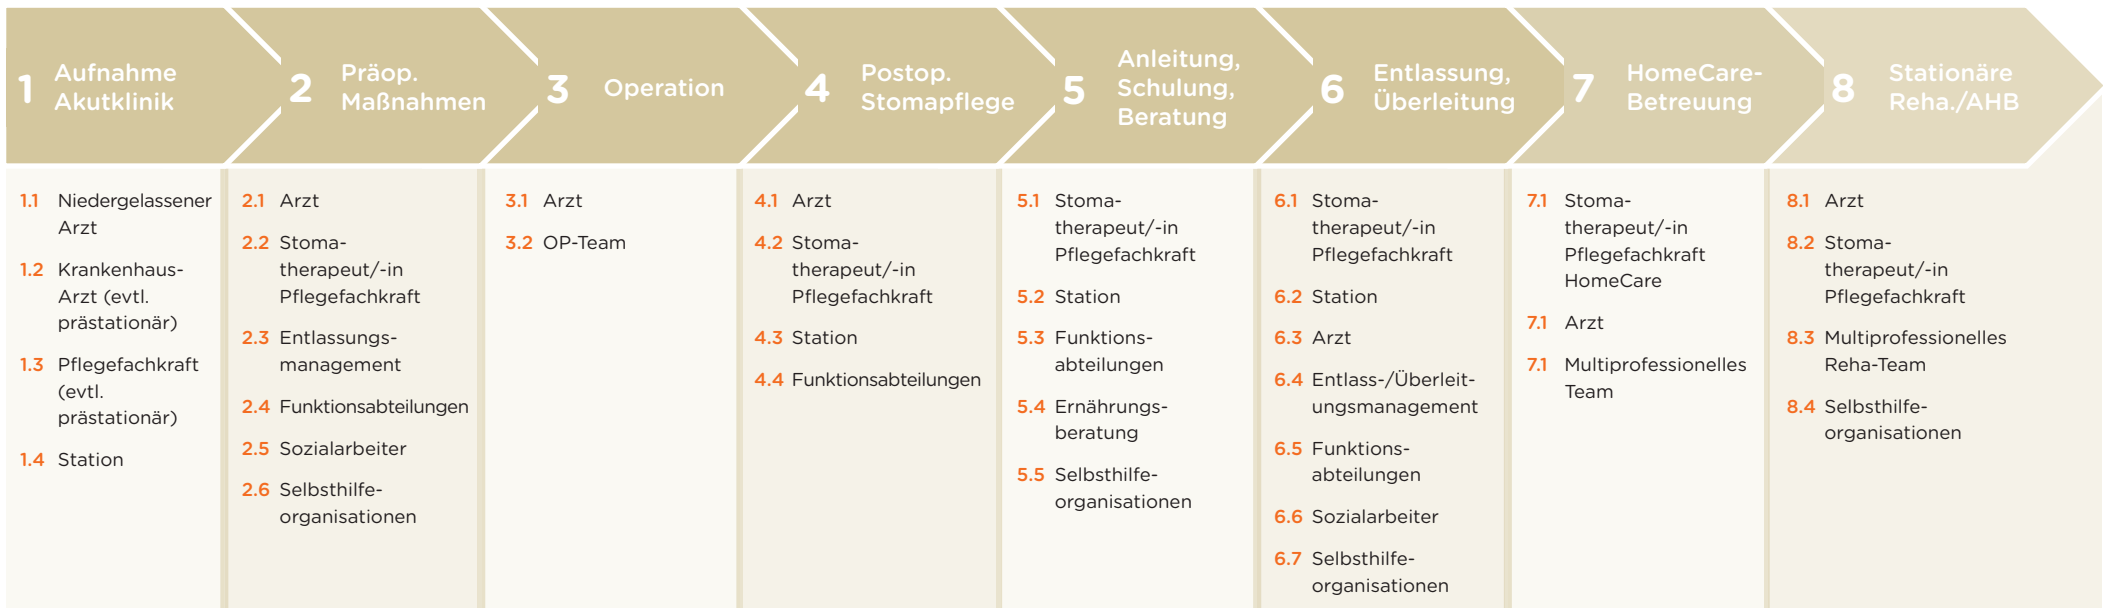 1 Aufnahme
Akutklinik
2 Präop.
Maßnahmen
3 Operation
4 Postop.
Stomapflege
5 Anleitung,
Schulung,
Beratung
6 Entlassung,
Überleitung
7 HomeCare-
Betreuung
8 Stationäre
Reha./AHB
1.1 Niedergelassener
Arzt
1.2 Krankenhaus-
Arzt (evtl.
prästationär)
1.3 Pflegefachkraft
(evtl.
prästationär)
1.4 Station
2.1 Arzt
2.2 Stoma-
therapeut/-in
Pflegefachkraft
2.3 Entlassungs-
management
2.4 Funktionsabteilungen
2.5 Sozialarbeiter
2.6 Selbsthilfe-
organisationen
3.1 Arzt
3.2 OP-Team
4.1 Arzt
4.2 Stoma-
therapeut/-in
Pflegefachkraft
4.3 Station
4.4 Funktionsabteilungen
5.1 Stoma-
therapeut/-in
Pflegefachkraft
5.2 Station
5.3 Funktions-
abteilungen
5.4 Ernährungs-
beratung
5.5 Selbsthilfe-
organisationen
6.1 Stoma-
therapeut/-in
Pflegefachkraft
6.2 Station
6.3 Arzt
6.4 Entlass-/Überleit-
ungsmanagement
6.5 Funktions-
abteilungen
6.6 Sozialarbeiter
6.7 Selbsthilfe-
organisationen
7.1 Stoma-
therapeut/-in
Pflegefachkraft
HomeCare
7.1 Arzt
7.1 Multiprofessionelles
Team
8.1 Arzt
8.2 Stoma-
therapeut/-in
Pflegefachkraft
8.3 Multiprofessionelles
Reha-Team
8.4 Selbsthilfe-
organisationen